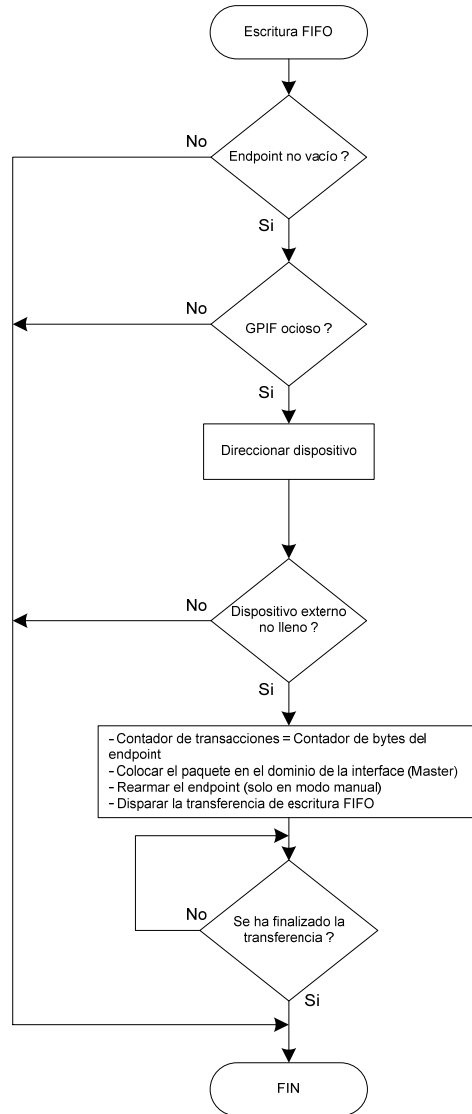 Escritura FIFO
No
Endpoint no vacío ?
Si
No
GPIF ocioso ?
Si
Direccionar dispositivo
No
Dispositivo externo
no lleno ?
Si
- Contador de transacciones = Contador de bytes del
endpoint
- Colocar el paquete en el dominio de la interface (Master)
- Rearmar el endpoint (solo en modo manual)
- Disparar la transferencia de escritura FIFO
No
Se ha finalizado la
transferencia ?
Si
FIN